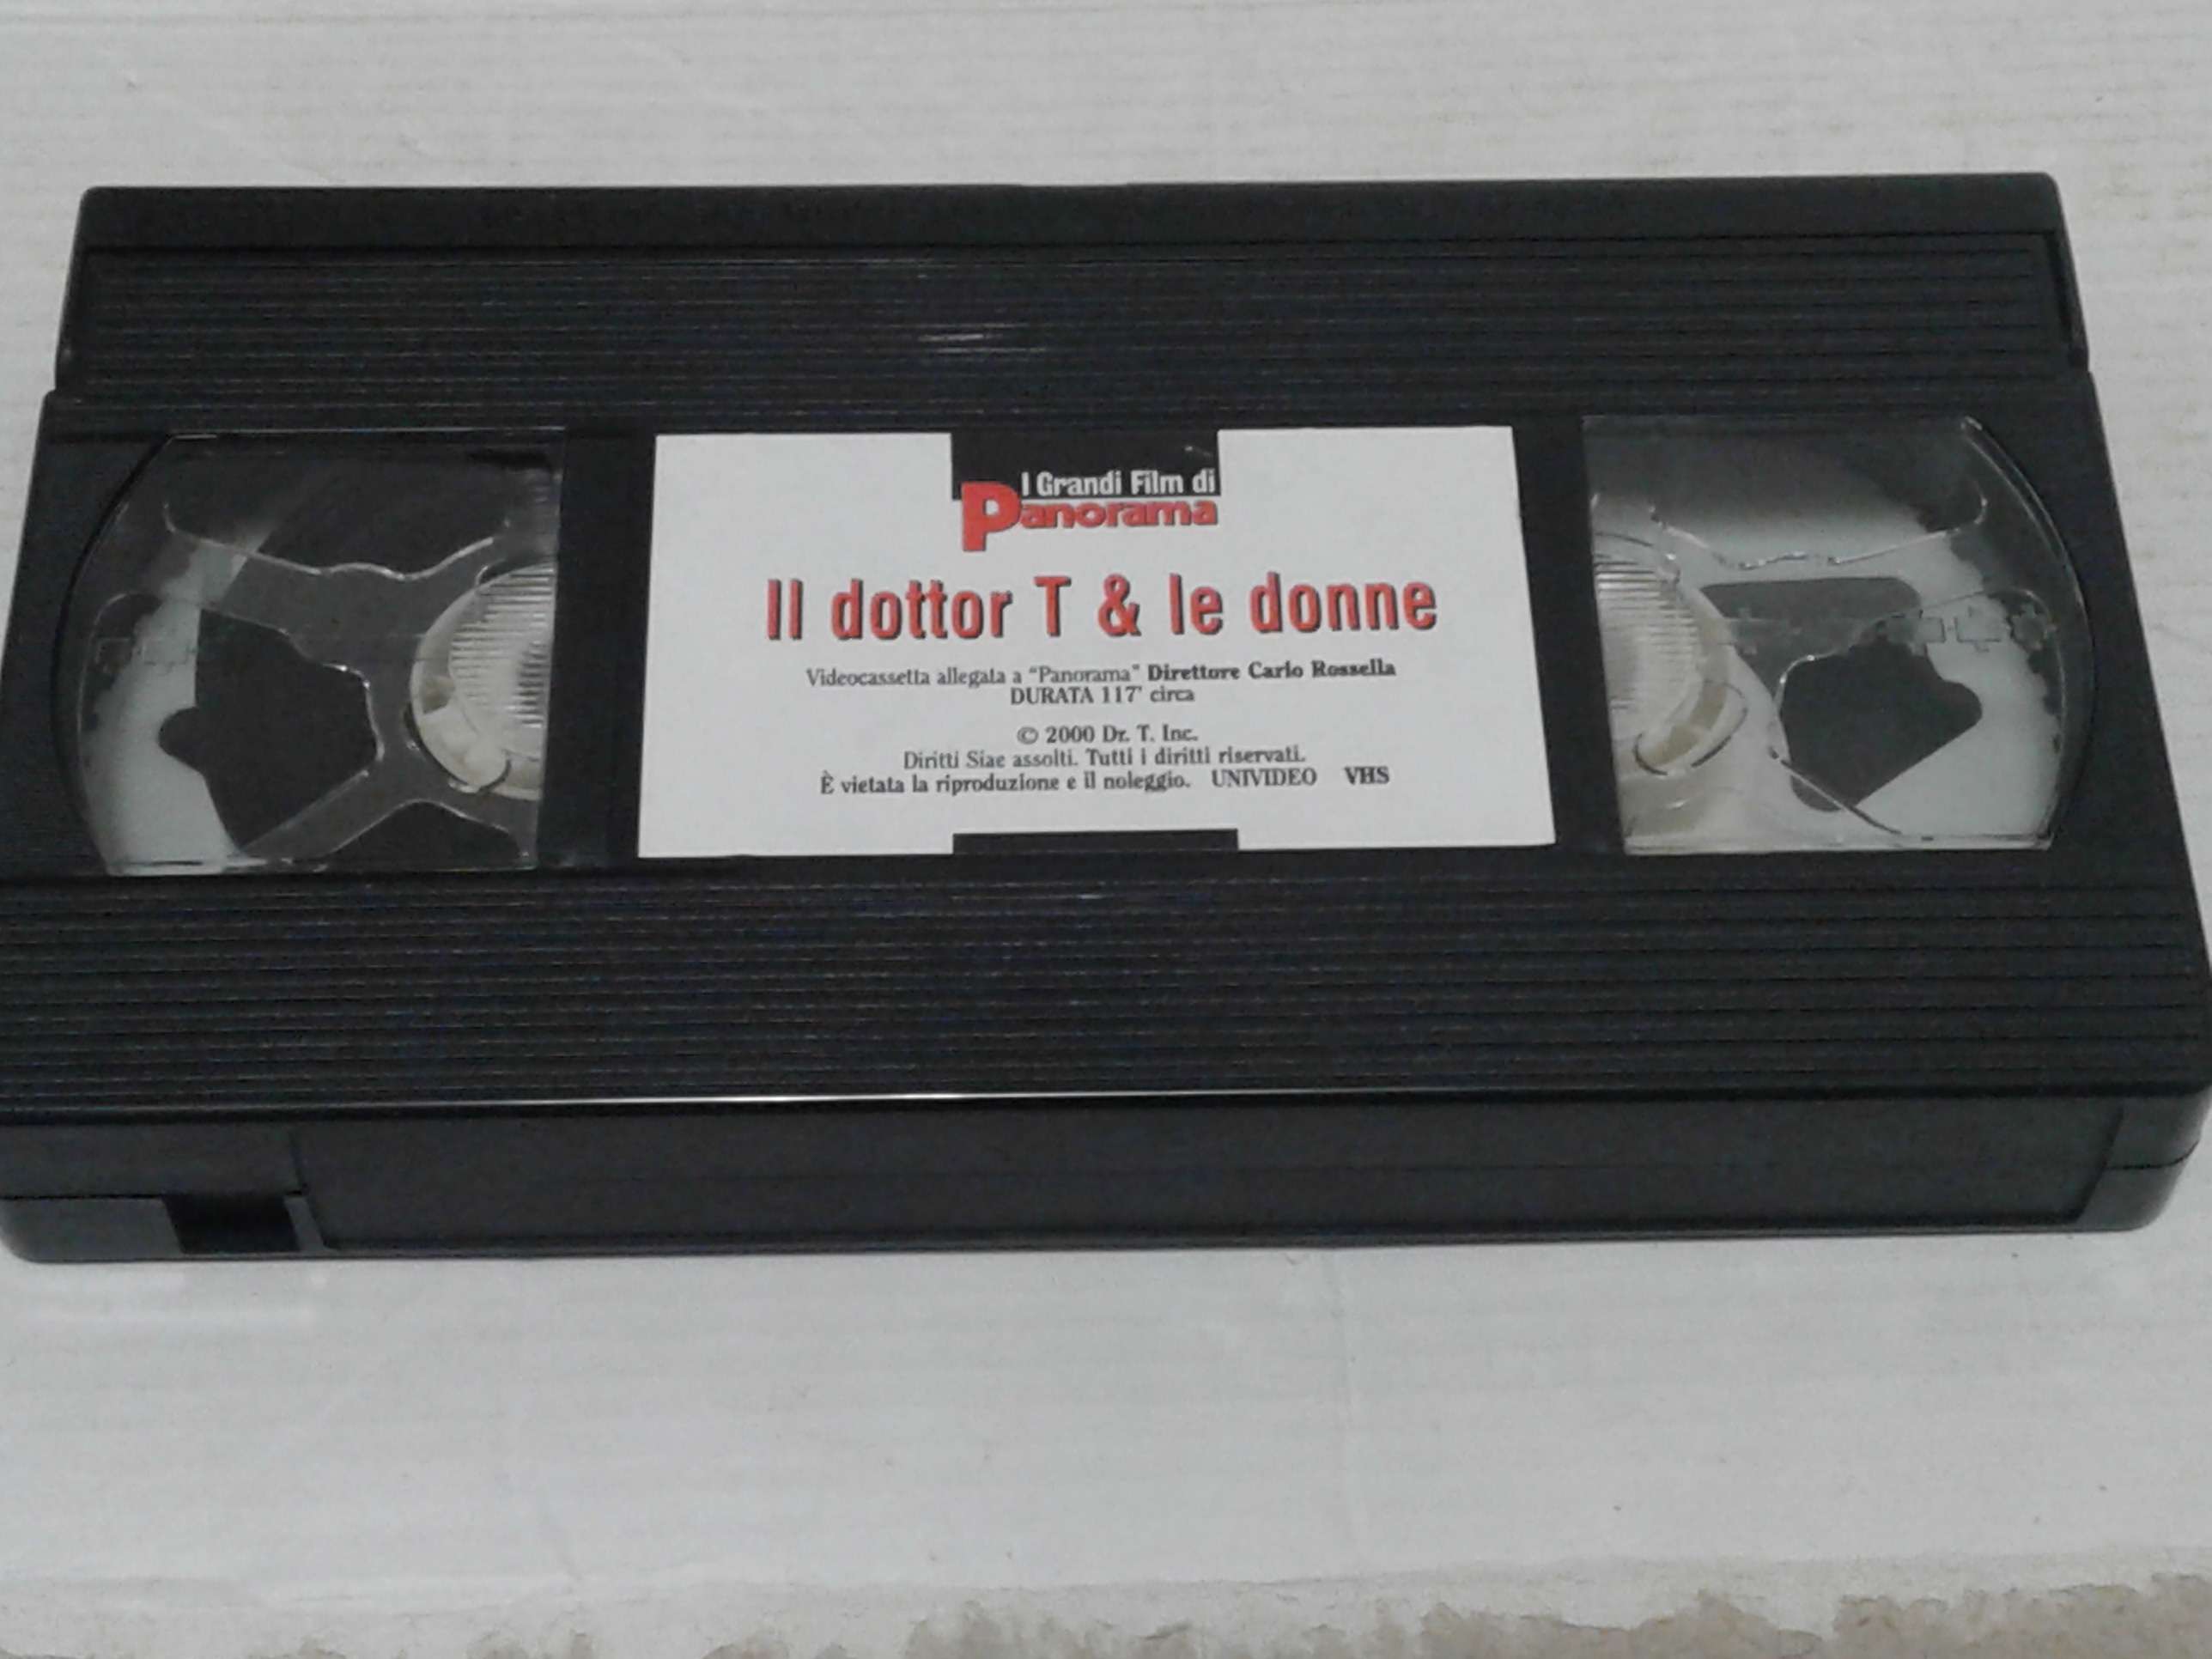 I Grandi Film di
Panorama
Il dottor T & le donne
Videocassetta allegata a "Panorama" Direttore Carlo Rossella
DURATA 117' circa
© 2000 Dr. T. Inc.
Diritti Siae assolti. Tutti i diritti riservati.
È vietata la riproduzione e il noleggio. UNIVIDEO VHS